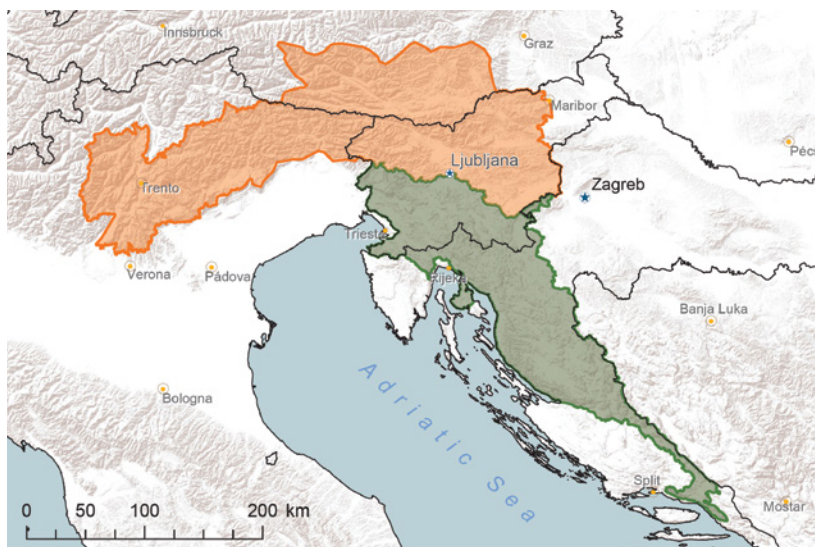 Innsbruck
Graz
Maribor
Pécs
Ljubljana
Trento
Zagreb
Trieste
Verona
Pádova
Rijeka
Banja Luka
Bologna
Adriatic Sea
Split
Mostar
0 50 100 200 km